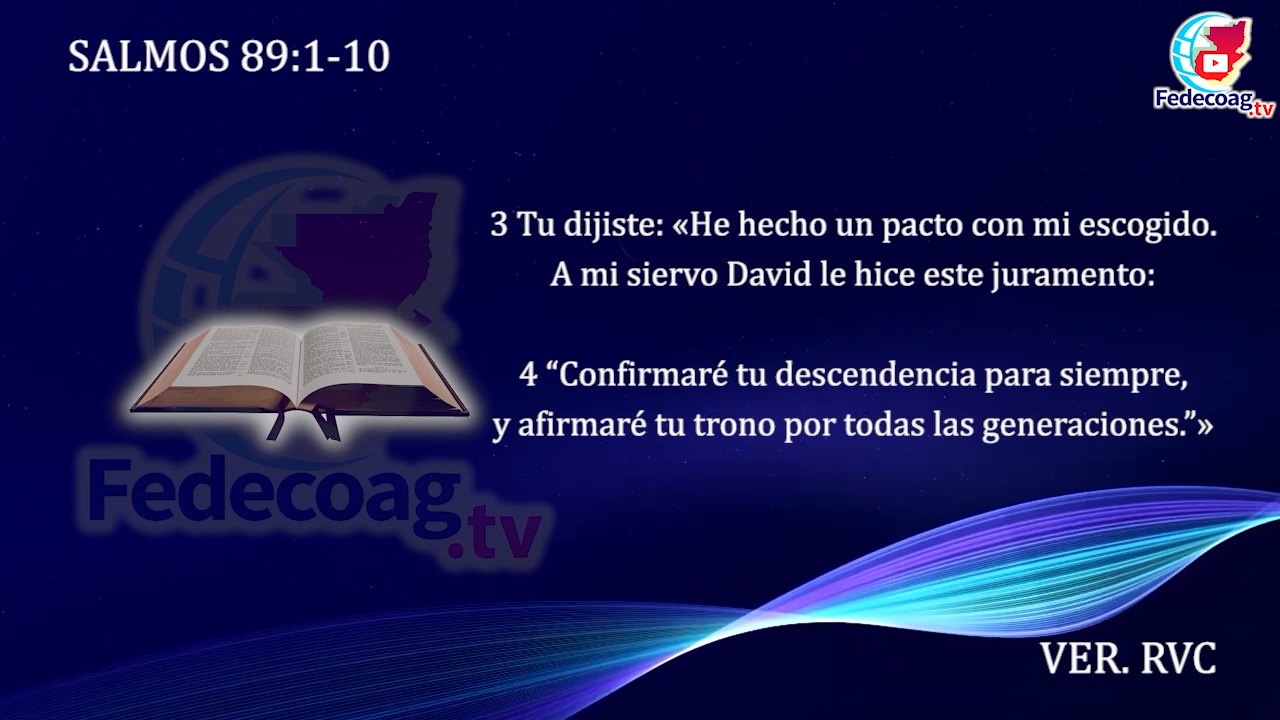 SALMOS 89:1-10
Fedecoag.tv
3 Tu dijiste: «He hecho un pacto con mi escogido.
A mi siervo David le hice este juramento:
4 “Confirmaré tu descendencia para siempre,
y afirmaré tu trono por todas las generaciones.”»
Fedecoag.tv
VER. RVC